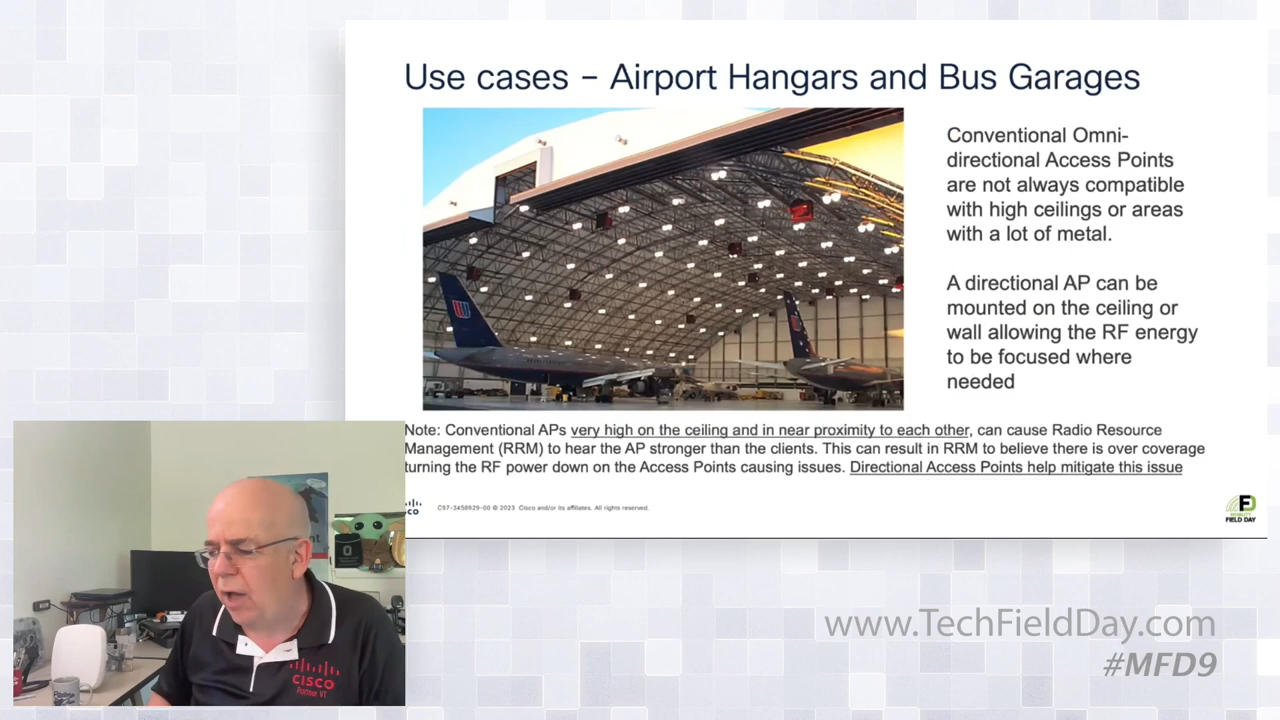 Use cases – Airport Hangars and Bus Garages
Conventional Omni-
directional Access Points
are not always compatible
with high ceilings or areas
with a lot of metal.
A directional AP can be
mounted on the ceiling or
wall allowing the RF energy
to be focused where
needed
Note: Conventional APs very high on the ceiling and in near proximity to each other, can cause Radio Resource
Management (RRM) to hear the AP stronger than the clients. This can result in RRM to believe there is over coverage
turning the RF power down on the Access Points causing issues. Directional Access Points help mitigate this issue
C97-3458929-00 © 2023 Cisco and/or its affiliates. All rights reserved.
MOBILITY
FIELD DAY
CISCO
Partner VT
www.TechFieldDay.com
#MFD9